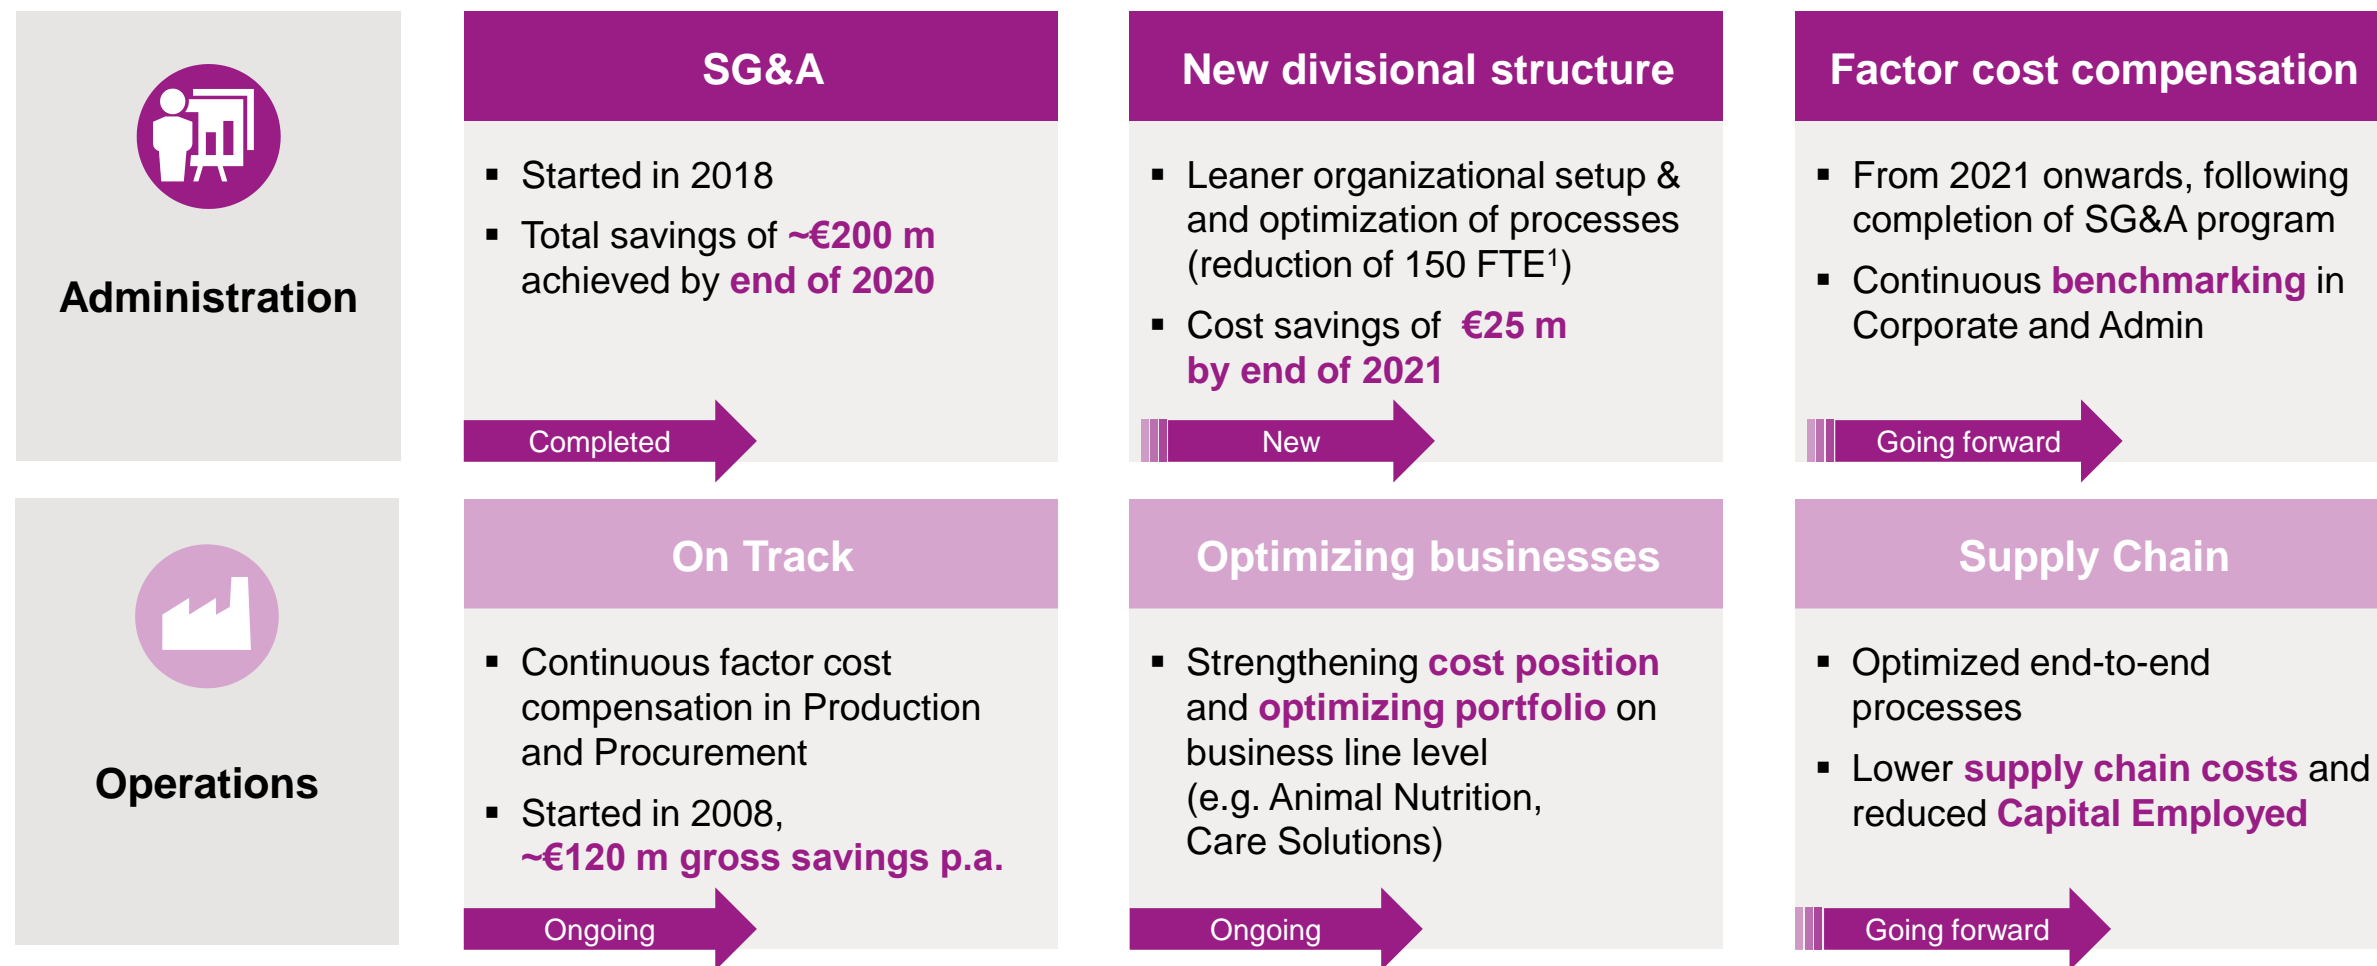 Administration
SG&A
▪ Started in 2018
▪ Total savings of ~€200 m
achieved by end of 2020
Completed
New divisional structure
▪ Leaner organizational setup &
and optimization of processes
(reduction of 150 FTE¹)
▪ Cost savings of €25 m
by end of 2021
New
Factor cost compensation
▪ From 2021 onwards, following
completion of SG&A program
▪ Continuous benchmarking in
Corporate and Admin
Going forward
Operations
On Track
▪ Continuous factor cost
compensation in Production
and Procurement
▪ Started in 2008,
~€120 m gross savings p.a.
Ongoing
Optimizing businesses
▪ Strengthening cost position
and optimizing portfolio on
business line level
(e.g. Animal Nutrition,
Care Solutions)
Ongoing
Supply Chain
▪ Optimized end-to-end
processes
▪ Lower supply chain costs and
reduced Capital Employed
Going forward